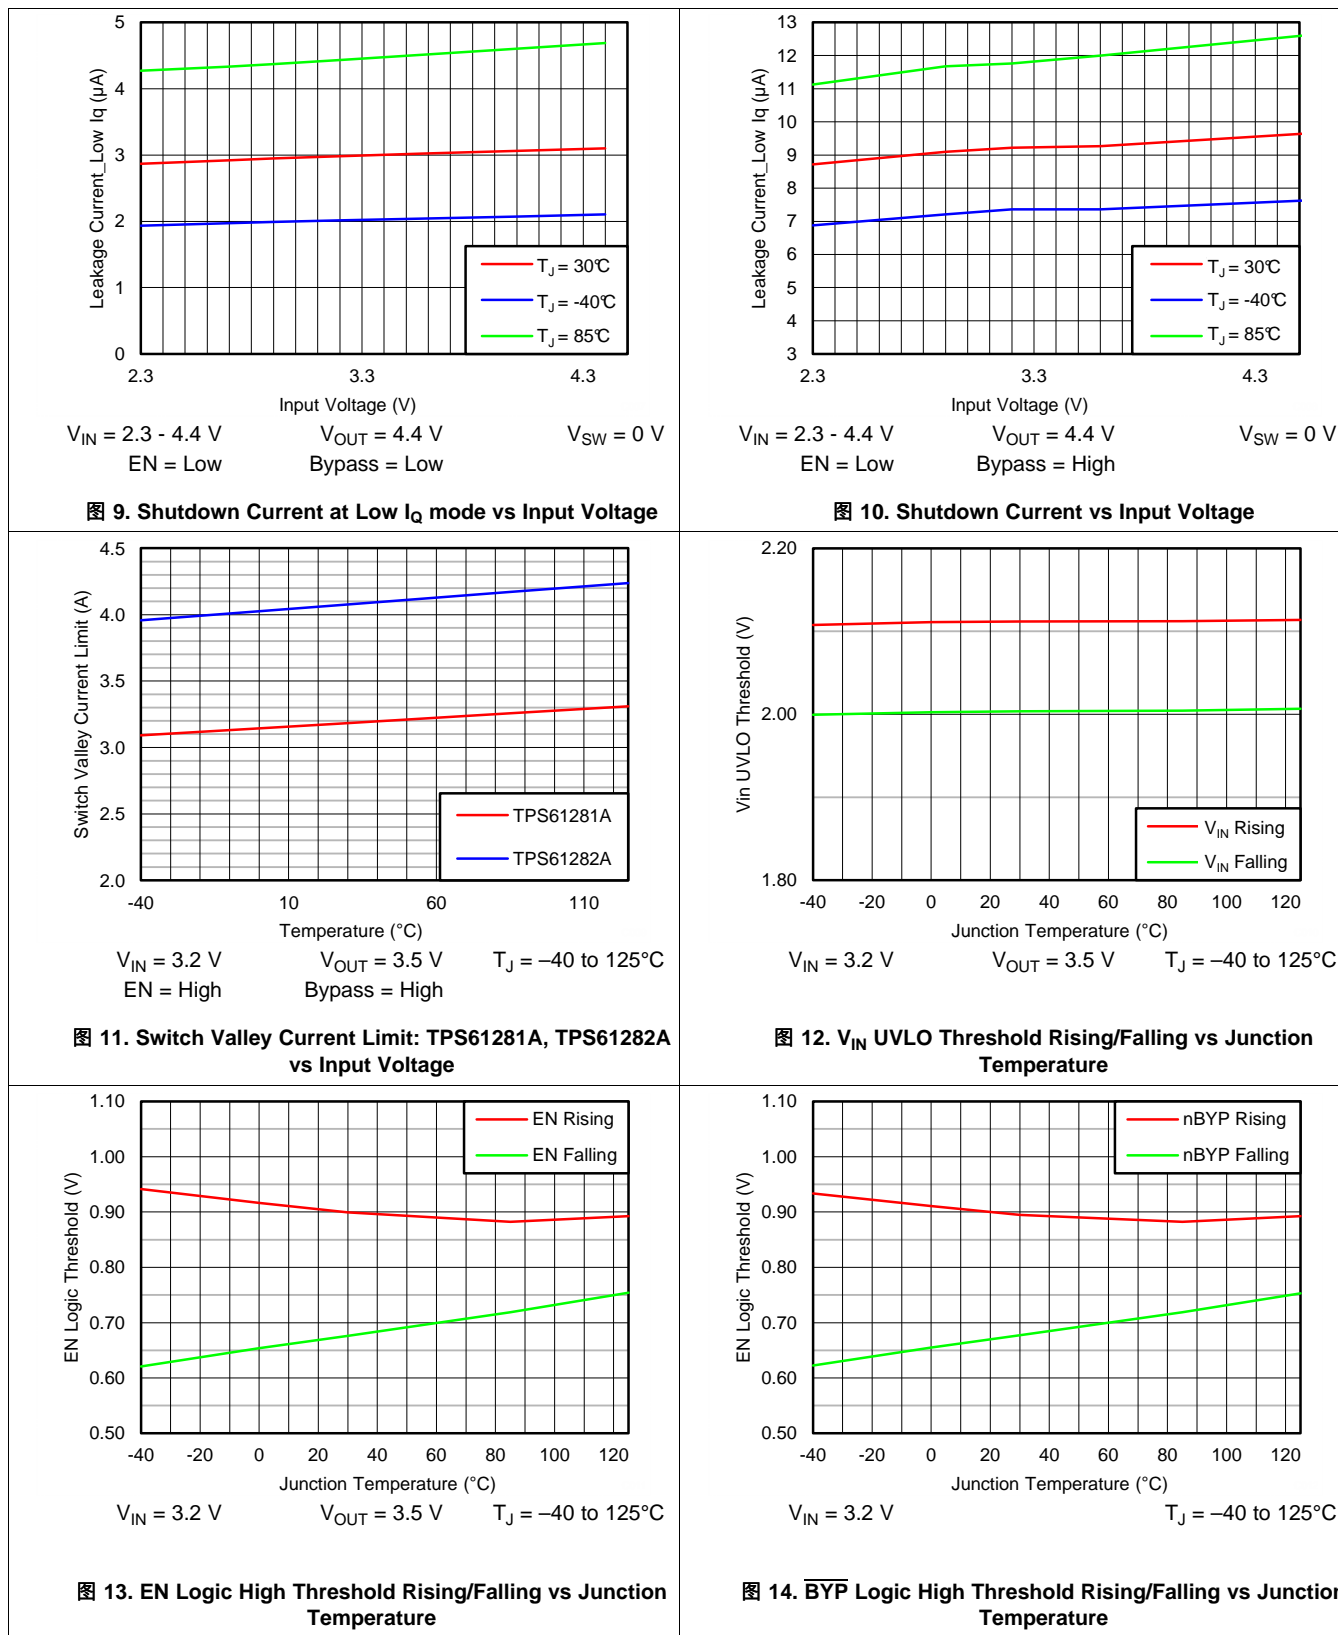 5
4
3
2
1
0
Leakage Current_Low Iq (µA)
T_J = 30°C
T_J = -40°C
T_J = 85°C
2.3 3.3 4.3
Input Voltage (V)
V_IN = 2.3 - 4.4 V V_OUT = 4.4 V V_SW = 0 V
EN = Low Bypass = Low
图 9. Shutdown Current at Low I_Q mode vs Input Voltage
13
12
11
10
9
8
7
6
5
4
3
Leakage Current_Low Iq (µA)
T_J = 30°C
T_J = -40°C
T_J = 85°C
2.3 3.3 4.3
Input Voltage (V)
V_IN = 2.3 - 4.4 V V_OUT = 4.4 V V_SW = 0 V
EN = Low Bypass = High
图 10. Shutdown Current vs Input Voltage
4.5
4.0
3.5
3.0
2.5
2.0
Switch Valley Current Limit (A)
TPS61281A
TPS61282A
-40 10 60 110
Temperature (°C)
V_IN = 3.2 V V_OUT = 3.5 V T_J = –40 to 125°C
EN = High Bypass = High
图 11. Switch Valley Current Limit: TPS61281A, TPS61282A
vs Input Voltage
2.20
2.00
1.80
Vin UVLO Threshold (V)
V_IN Rising
V_IN Falling
-40 -20 0 20 40 60 80 100 120
Junction Temperature (°C)
V_IN = 3.2 V V_OUT = 3.5 V T_J = –40 to 125°C
图 12. V_IN UVLO Threshold Rising/Falling vs Junction
Temperature
1.10
1.00
0.90
0.80
0.70
0.60
0.50
EN Logic Threshold (V)
EN Rising
EN Falling
-40 -20 0 20 40 60 80 100 120
Junction Temperature (°C)
V_IN = 3.2 V V_OUT = 3.5 V T_J = –40 to 125°C
图 13. EN Logic High Threshold Rising/Falling vs Junction
Temperature
1.10
1.00
0.90
0.80
0.70
0.60
0.50
EN Logic Threshold (V)
nBYP Rising
nBYP Falling
-40 -20 0 20 40 60 80 100 120
Junction Temperature (°C)
V_IN = 3.2 V T_J = –40 to 125°C
图 14. B̅Y̅P̅ Logic High Threshold Rising/Falling vs Junction
Temperature